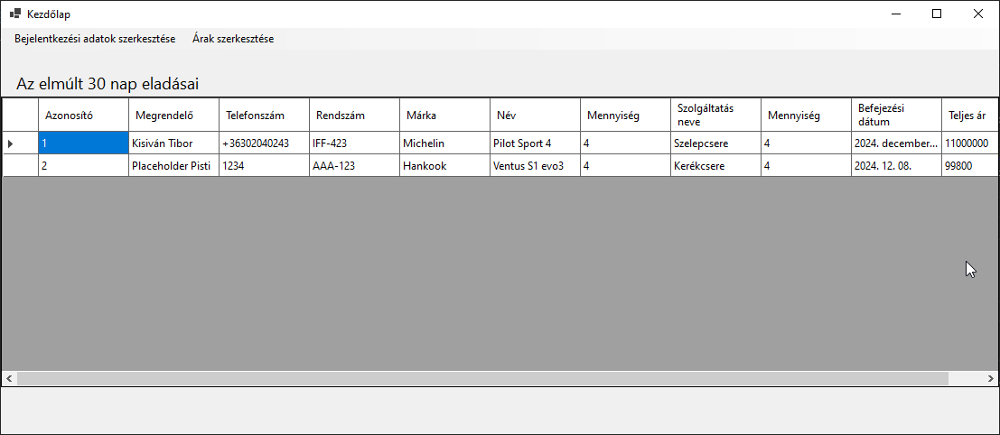 Kezdőlap
Bejelentkezési adatok szerkesztése Árak szerkesztése
Az elmúlt 30 nap eladásai
Azonosító Megrendelő Telefonszám Rendszám Márka Név Mennyiség Szolgáltatás neve Mennyiség Befejezési dátum Teljes ár
1 Kisiván Tibor +36302040243 IFF-423 Michelin Pilot Sport 4 4 Szelepcsere 4 2024. december... 11000000
2 Placeholder Pisti 1234 AAA-123 Hankook Ventus S1 evo3 4 Kerékcsere 4 2024. 12. 08. 99800